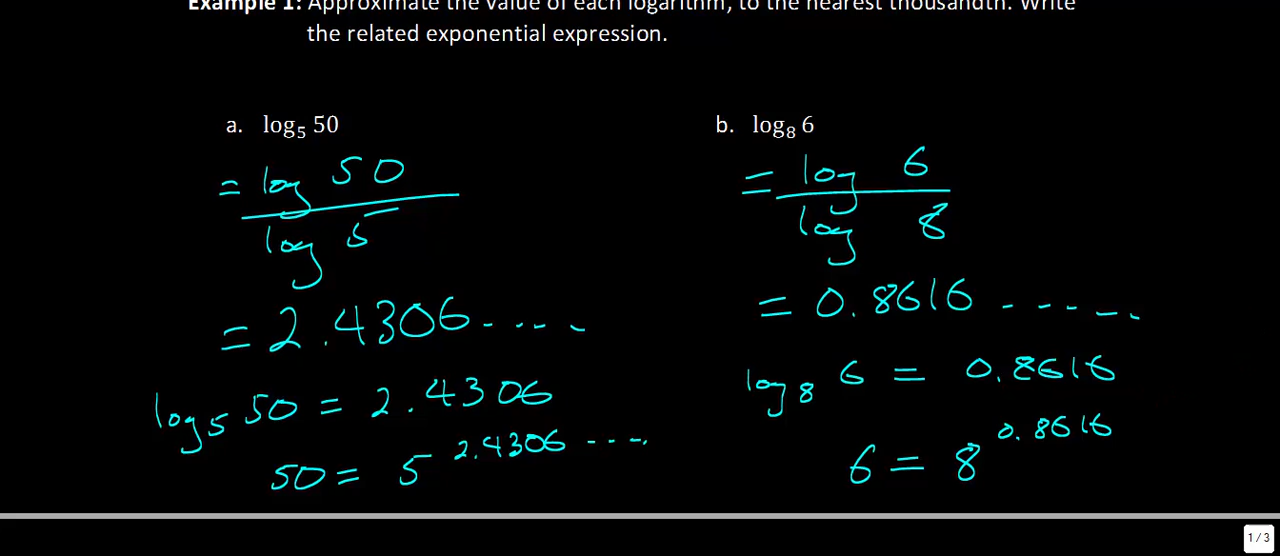 Example 1: Approximate the value of each logarithm, to the nearest thousandth. Write
the related exponential expression.
a. log₅ 50
= log 50 / log 5
= 2.4306 - - - -
log₅ 50 = 2.4306
50 = 5^2.4306 - - - -
b. log₈ 6
= log 6 / log 8
= 0.8616 - - - - -
log₈ 6 = 0.8616
6 = 8^0.8616
1 / 3